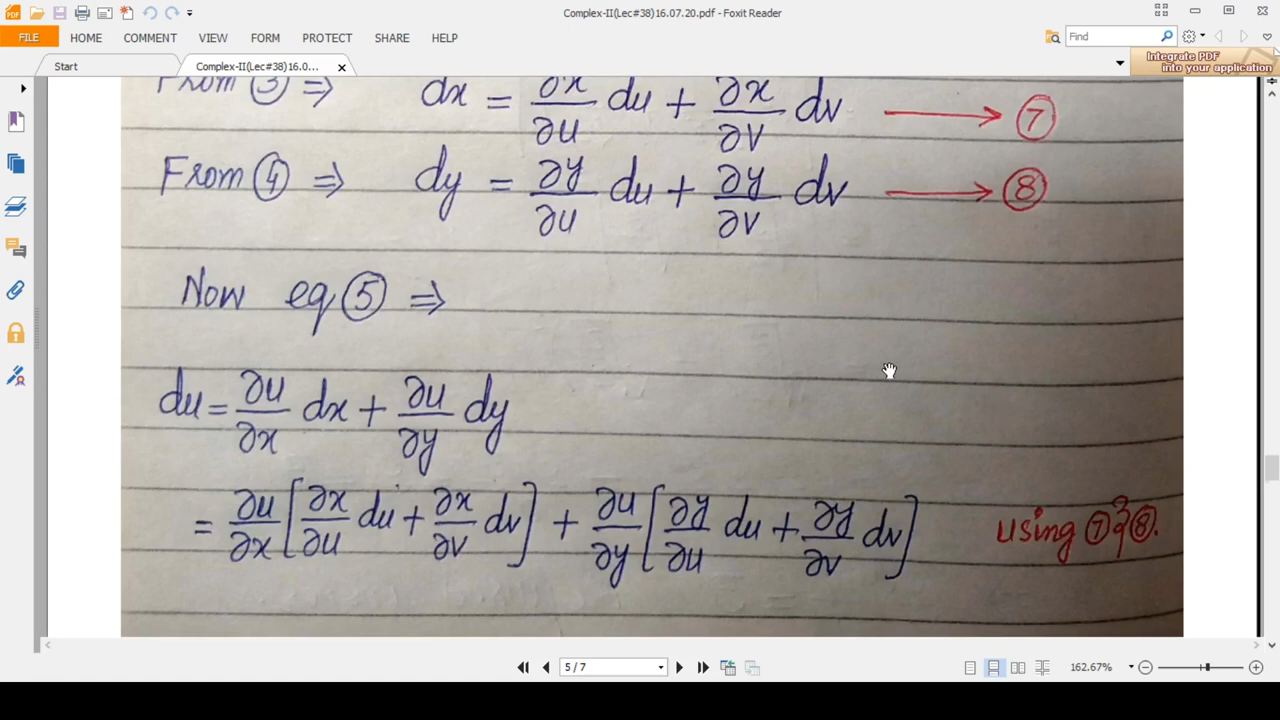 Complex-II(Lec#38)16.07.20.pdf - Foxit Reader
FILE HOME COMMENT VIEW FORM PROTECT SHARE HELP Find
Start Complex-II(Lec#38)16.0... Integrate PDF
into your application
From ③ ⇒ dx = ∂x/∂u du + ∂x/∂v dv ⟶ ⑦
From ④ ⇒ dy = ∂y/∂u du + ∂y/∂v dv ⟶ ⑧
Now eq ⑤ ⇒
du = ∂u/∂x dx + ∂u/∂y dy
= ∂u/∂x [∂x/∂u du + ∂x/∂v dv] + ∂u/∂y [∂y/∂u du + ∂y/∂v dv] using ⑦ & ⑧.
5 / 7 162.67%